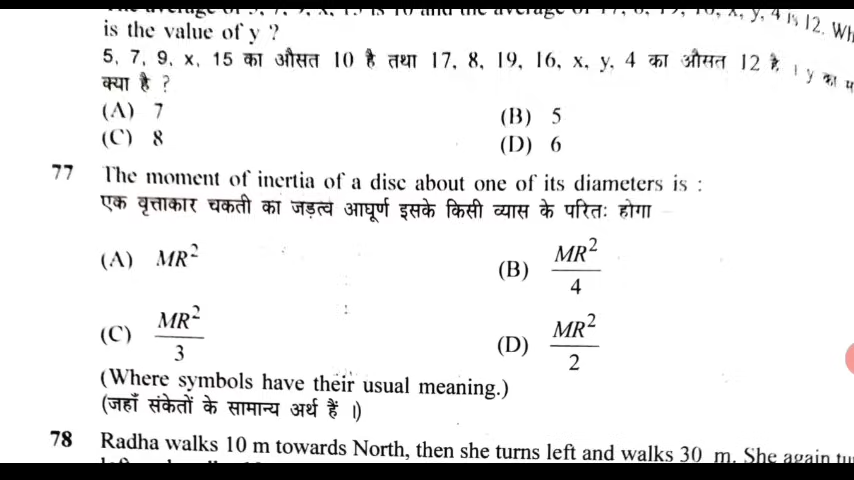 is the value of y ?
5, 7, 9, x, 15 का औसत 10 है तथा 17, 8, 19, 16, x, y, 4 का औसत 12 है । y का
क्या है ?
(A) 7
(B) 5
(C) 8
(D) 6
77 The moment of inertia of a disc about one of its diameters is :
एक वृत्ताकार चकती का जड़त्व आघूर्ण इसके किसी व्यास के परितः होगा
(A) MR²
(B) MR²/4
(C) MR²/3
(D) MR²/2
(Where symbols have their usual meaning.)
(जहाँ संकेतों के सामान्य अर्थ हैं ।)
78 Radha walks 10 m towards North, then she turns left and walks 30 m. She again